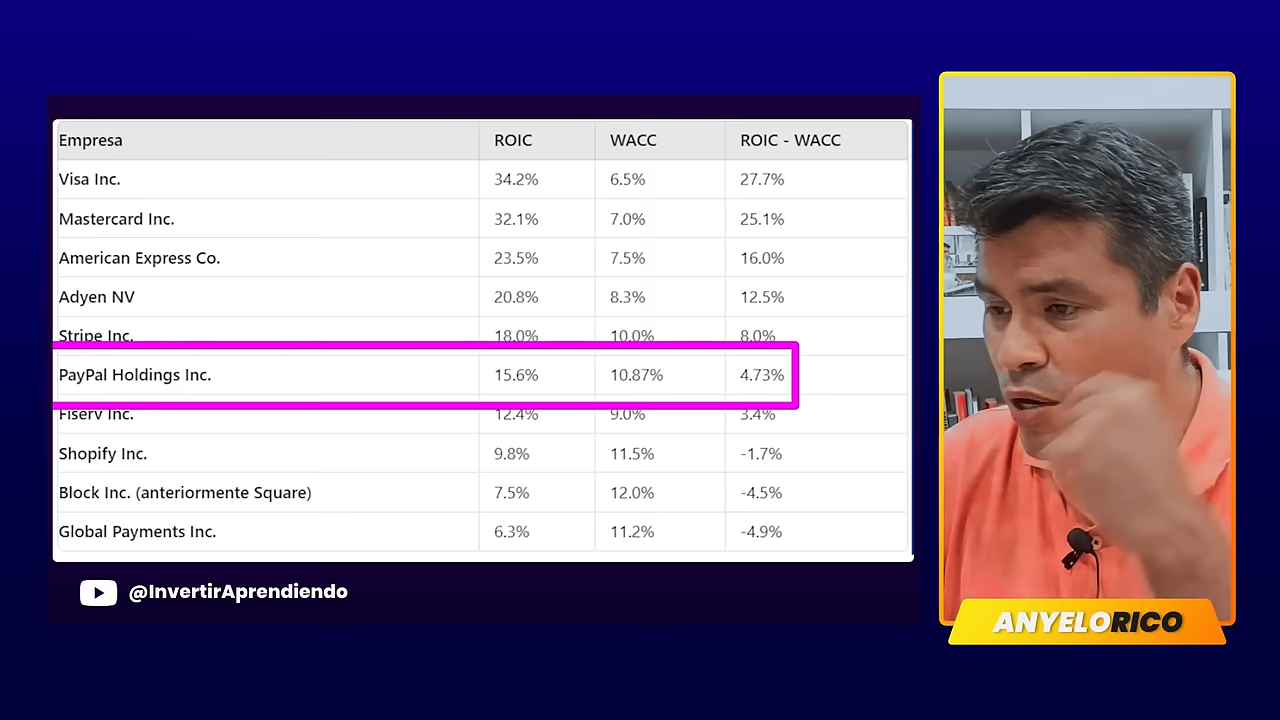 Empresa ROIC WACC ROIC - WACC
Visa Inc. 34.2% 6.5% 27.7%
Mastercard Inc. 32.1% 7.0% 25.1%
American Express Co. 23.5% 7.5% 16.0%
Adyen NV 20.8% 8.3% 12.5%
Stripe Inc. 18.0% 10.0% 8.0%
PayPal Holdings Inc. 15.6% 10.87% 4.73%
Fiserv Inc. 12.4% 9.0% 3.4%
Shopify Inc. 9.8% 11.5% -1.7%
Block Inc. (anteriormente Square) 7.5% 12.0% -4.5%
Global Payments Inc. 6.3% 11.2% -4.9%
@InvertirAprendiendo
ANYELORICO